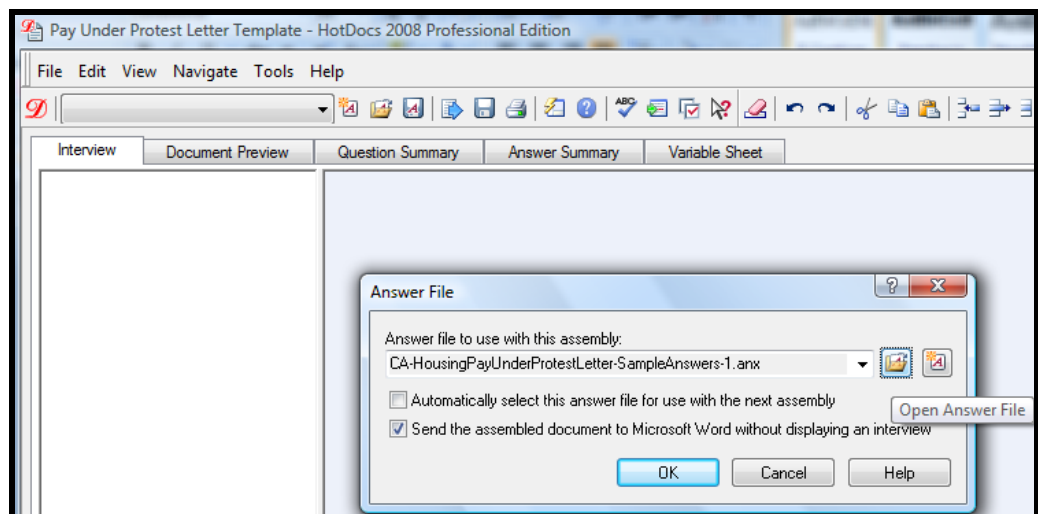 Pay Under Protest Letter Template - HotDocs 2008 Professional Edition
File Edit View Navigate Tools Help
ABC
Interview Document Preview Question Summary Answer Summary Variable Sheet
Answer File
Answer file to use with this assembly:
CA-HousingPayUnderProtestLetter-SampleAnswers-1.anx
Automatically select this answer file for use with the next assembly
Open Answer File
Send the assembled document to Microsoft Word without displaying an interview
OK Cancel Help